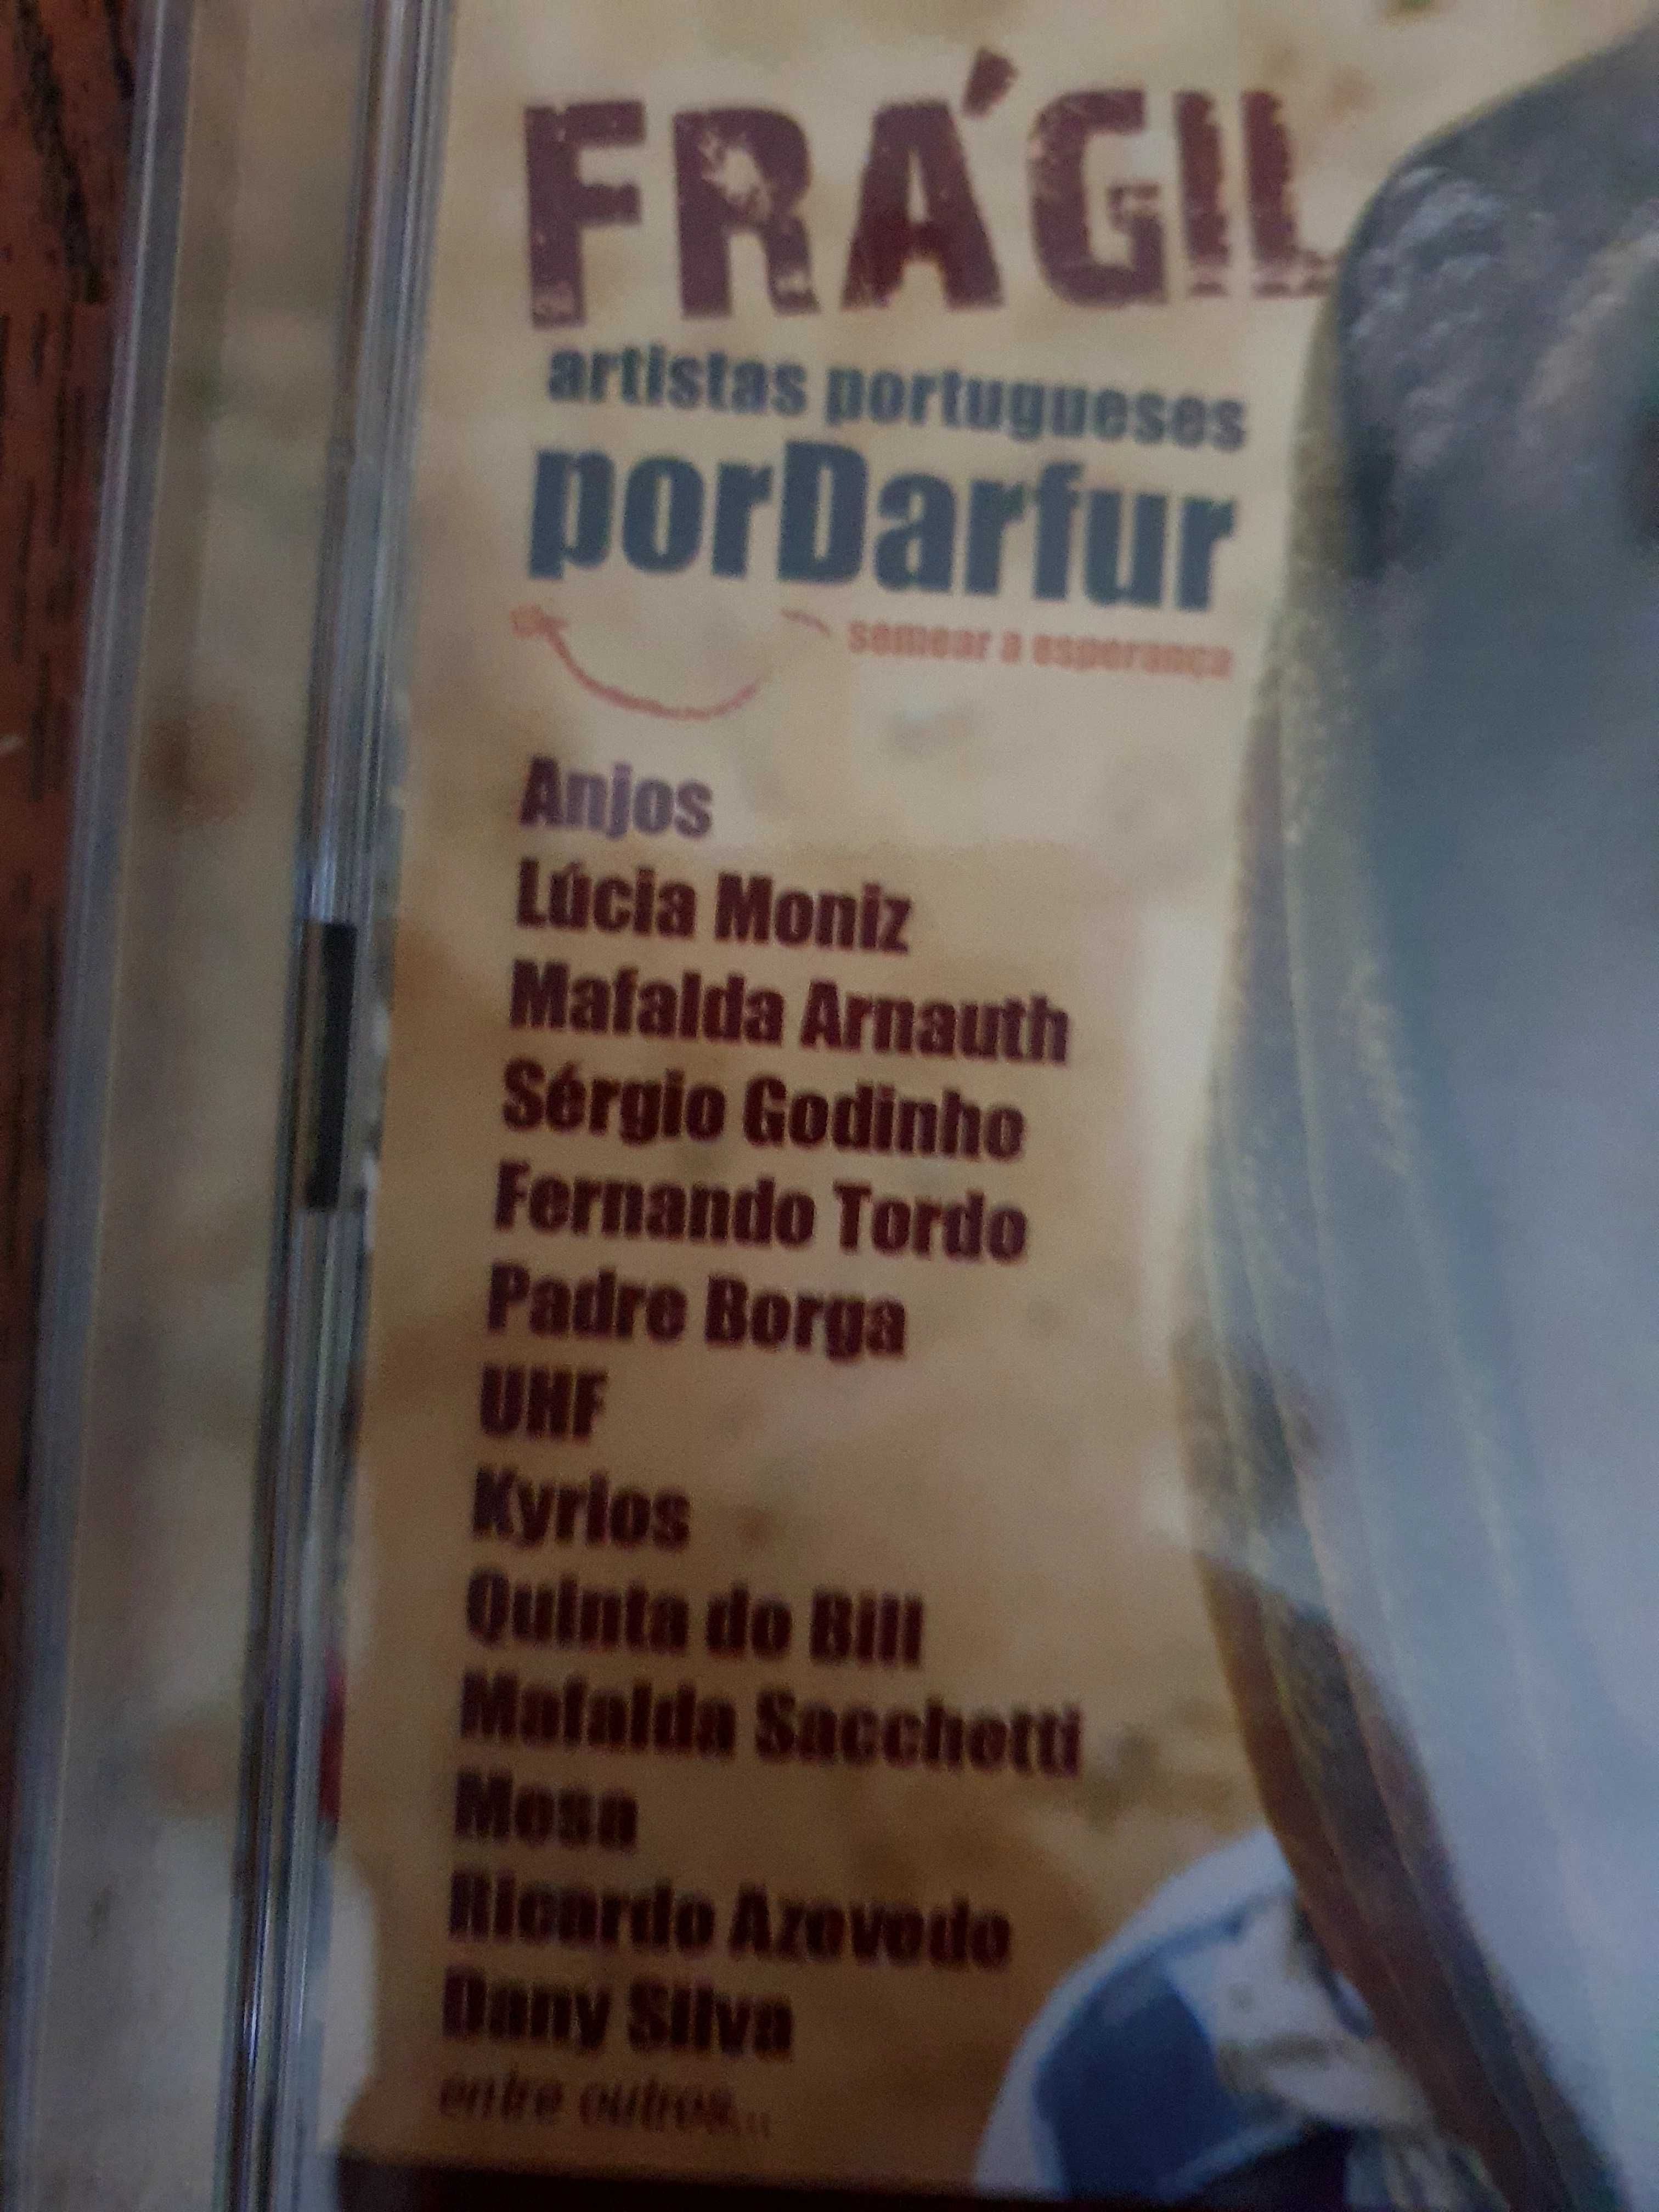 FRÁGIL
artistas portugueses
porDarfur
semear a esperança
Anjos
Lúcia Moniz
Mafalda Arnauth
Sérgio Godinho
Fernando Tordo
Padre Borga
UHF
Kyrios
Quinta do Bill
Mafalda Sacchetti
Mesa
Ricardo Azevedo
Dany Silva
entre outros...